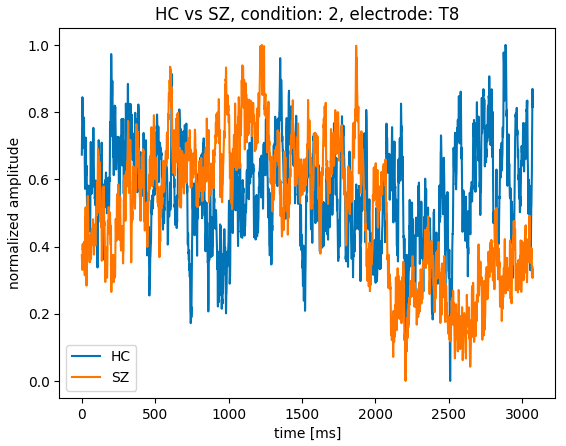 HC vs SZ, condition: 2, electrode: T8
normalized amplitude
1.0
0.8
0.6
0.4
0.2
0.0
HC
SZ
0 500 1000 1500 2000 2500 3000
time [ms]